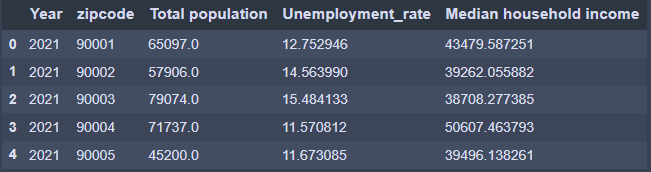 Year zipcode Total population Unemployment_rate Median household income
0 2021 90001 65097.0 12.752946 43479.587251
1 2021 90002 57906.0 14.563990 39262.055882
2 2021 90003 79074.0 15.484133 38708.277385
3 2021 90004 71737.0 11.570812 50607.463793
4 2021 90005 45200.0 11.673085 39496.138261